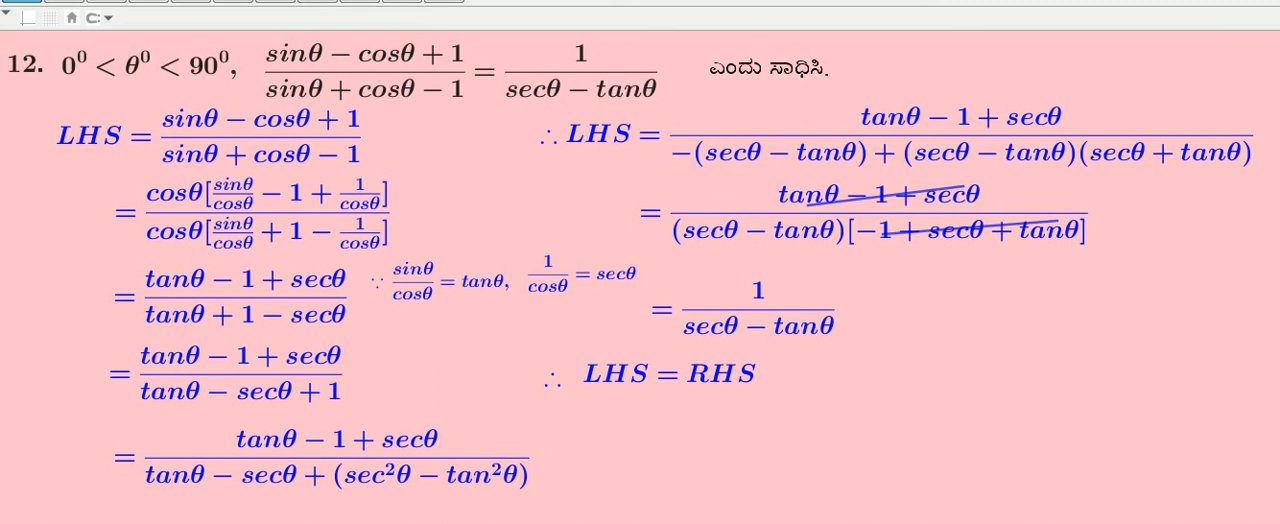 12. 0⁰ < θ⁰ < 90⁰, (sinθ − cosθ + 1)/(sinθ + cosθ − 1) = 1/(secθ − tanθ) ಎಂದು ಸಾಧಿಸಿ.
LHS = (sinθ − cosθ + 1)/(sinθ + cosθ − 1)
= cosθ[sinθ/cosθ − 1 + 1/cosθ]/cosθ[sinθ/cosθ + 1 − 1/cosθ]
= (tanθ − 1 + secθ)/(tanθ + 1 − secθ) ∵ sinθ/cosθ = tanθ, 1/cosθ = secθ
= (tanθ − 1 + secθ)/(tanθ − secθ + 1)
= (tanθ − 1 + secθ)/(tanθ − secθ + (sec²θ − tan²θ))
∴ LHS = (tanθ − 1 + secθ)/(−(secθ − tanθ) + (secθ − tanθ)(secθ + tanθ))
= (tanθ − 1 + secθ)/((secθ − tanθ)[−1 + secθ + tanθ])
= 1/(secθ − tanθ)
∴ LHS = RHS